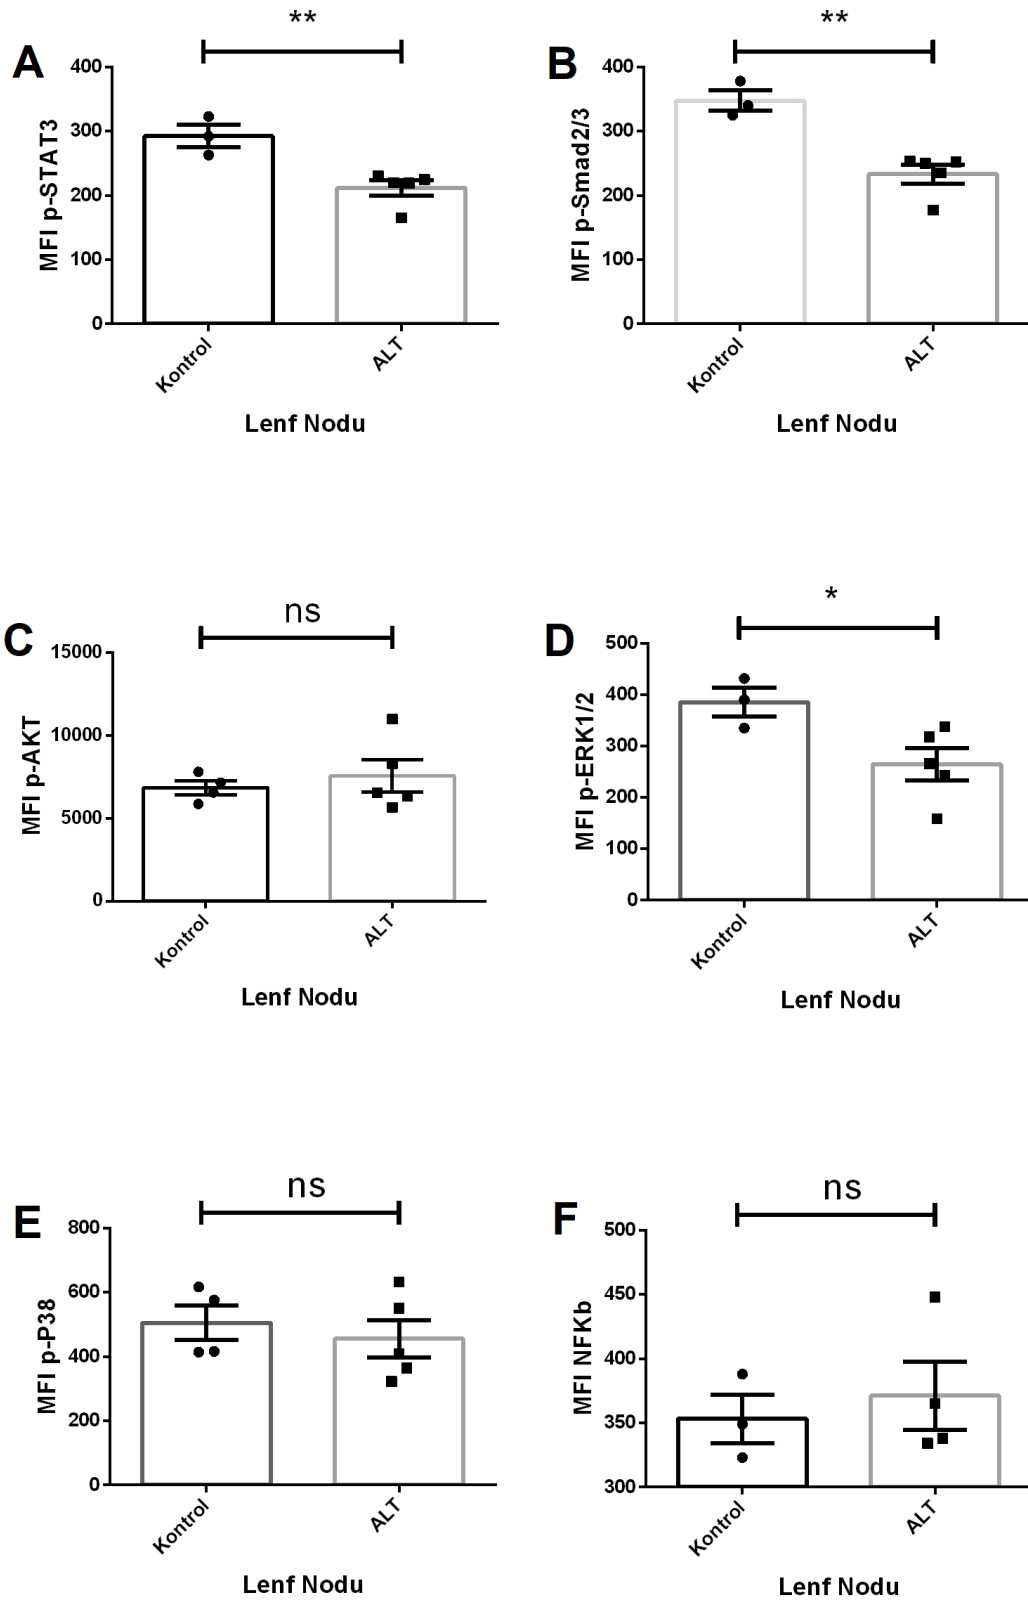 A
**
MFI p-STAT3
400
300
200
100
0
Kontrol
ALT
Lenf Nodu
B
**
MFI p-Smad2/3
400
300
200
100
0
Kontrol
ALT
Lenf Nodu
C
ns
MFI p-AKT
15000
10000
5000
0
Kontrol
ALT
Lenf Nodu
D
*
MFI p-ERK1/2
500
400
300
200
100
0
Kontrol
ALT
Lenf Nodu
E
ns
MFI p-P38
800
600
400
200
0
Kontrol
ALT
Lenf Nodu
F
ns
MFI NFKb
500
450
400
350
300
Kontrol
ALT
Lenf Nodu